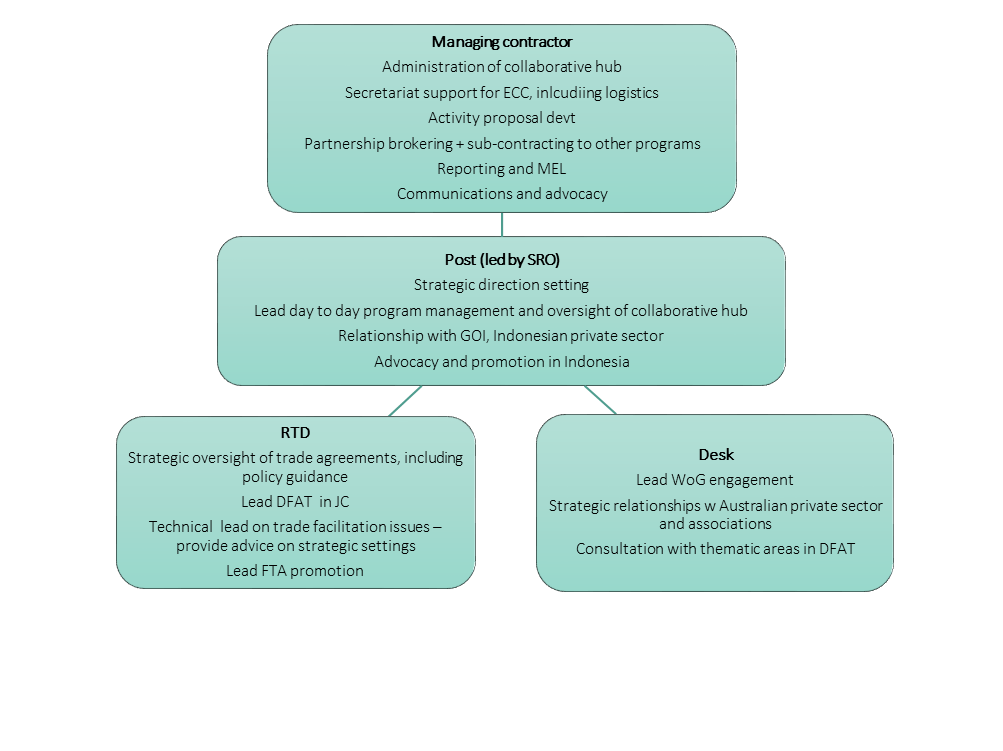 Managing contractor
Administration of collaborative hub
Secretariat support for ECC, inlcudiing logistics
Activity proposal devt
Partnership brokering + sub-contracting to other programs
Reporting and MEL
Communications and advocacy
Post (led by SRO)
Strategic direction setting
Lead day to day program management and oversight of collaborative hub
Relationship with GOI, Indonesian private sector
Advocacy and promotion in Indonesia
RTD
Strategic oversight of trade agreements, including
policy guidance
Lead DFAT in JC
Technical lead on trade facilitation issues –
provide advice on strategic settings
Lead FTA promotion
Desk
Lead WoG engagement
Strategic relationships w Australian private sector
and associations
Consultation with thematic areas in DFAT